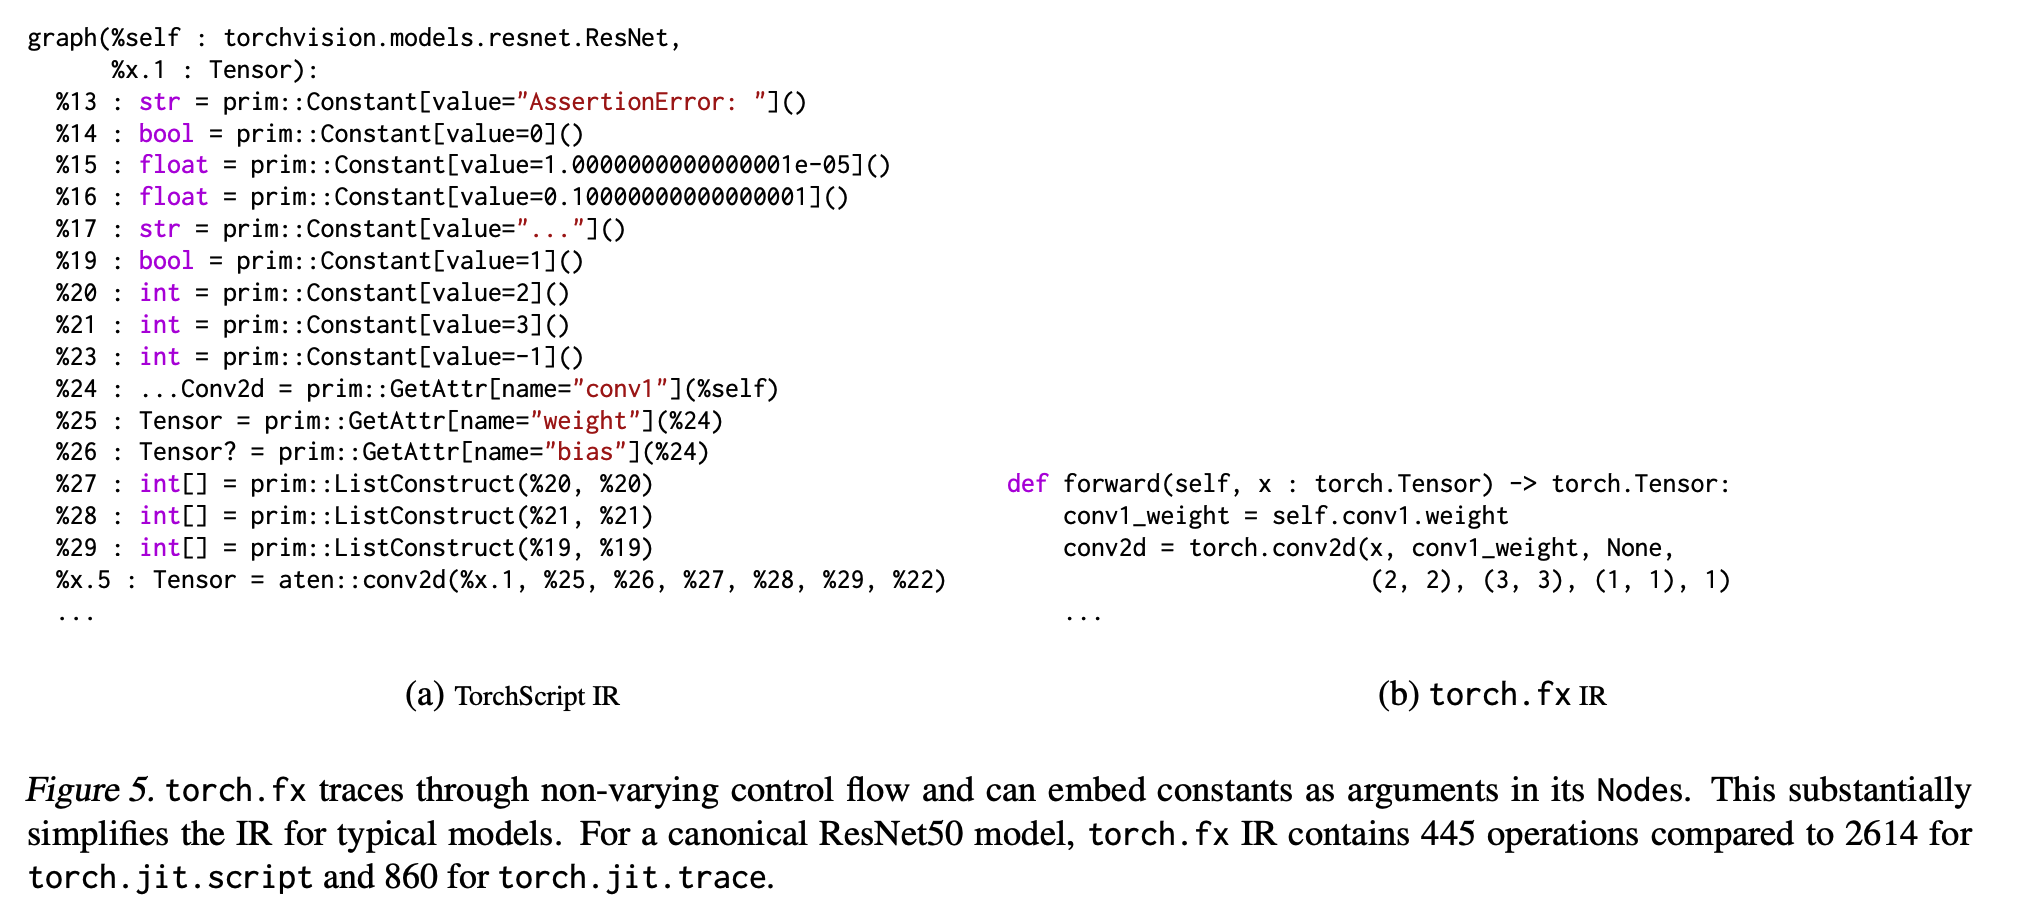 graph(%self : torchvision.models.resnet.ResNet,
      %x.1 : Tensor):
  %13 : str = prim::Constant[value="AssertionError: "]()
  %14 : bool = prim::Constant[value=0]()
  %15 : float = prim::Constant[value=1.0000000000000001e-05]()
  %16 : float = prim::Constant[value=0.10000000000000001]()
  %17 : str = prim::Constant[value="..."]()
  %19 : bool = prim::Constant[value=1]()
  %20 : int = prim::Constant[value=2]()
  %21 : int = prim::Constant[value=3]()
  %23 : int = prim::Constant[value=-1]()
  %24 : ...Conv2d = prim::GetAttr[name="conv1"](%self)
  %25 : Tensor = prim::GetAttr[name="weight"](%24)
  %26 : Tensor? = prim::GetAttr[name="bias"](%24)
  %27 : int[] = prim::ListConstruct(%20, %20)
  %28 : int[] = prim::ListConstruct(%21, %21)
  %29 : int[] = prim::ListConstruct(%19, %19)
  %x.5 : Tensor = aten::conv2d(%x.1, %25, %26, %27, %28, %29, %22)
  ...
(a) TorchScript IR
def forward(self, x : torch.Tensor) -> torch.Tensor:
    conv1_weight = self.conv1.weight
    conv2d = torch.conv2d(x, conv1_weight, None,
                          (2, 2), (3, 3), (1, 1), 1)
    ...
(b) torch.fx IR
Figure 5. torch.fx traces through non-varying control flow and can embed constants as arguments in its Nodes. This substantially
simplifies the IR for typical models. For a canonical ResNet50 model, torch.fx IR contains 445 operations compared to 2614 for
torch.jit.script and 860 for torch.jit.trace.